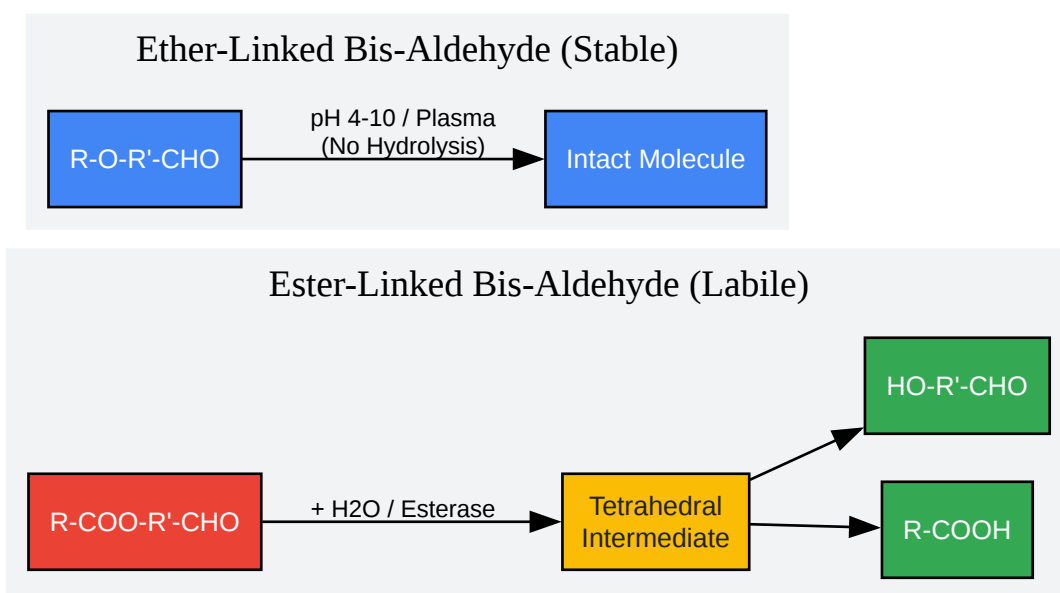 Ether-Linked Bis-Aldehyde (Stable)
R-O-R'-CHO
pH 4-10 / Plasma
(No Hydrolysis)
Intact Molecule
Ester-Linked Bis-Aldehyde (Labile)
R-COO-R'-CHO
+ H2O / Esterase
Tetrahedral
Intermediate
HO-R'-CHO
R-COOH